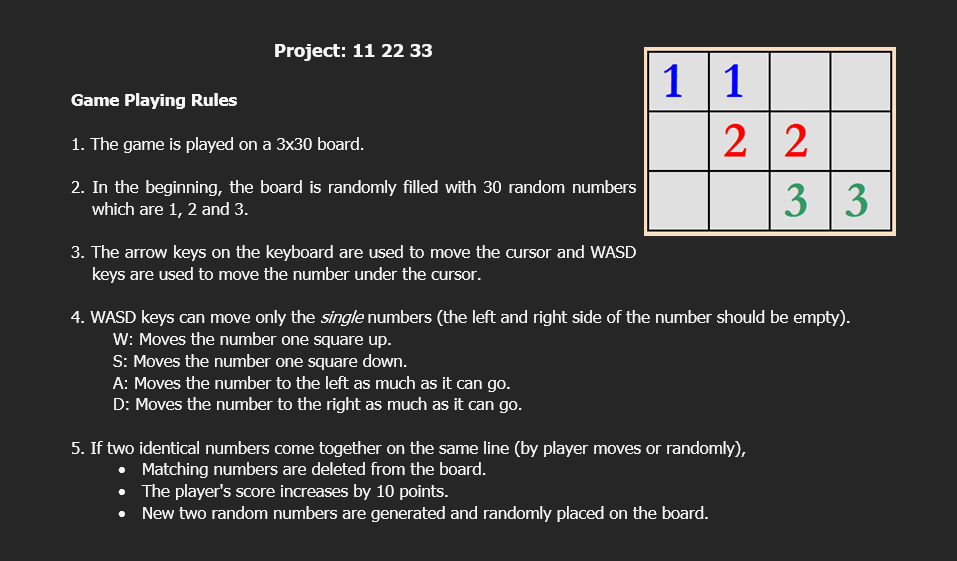 Project: 11 22 33
1 1
2 2
3 3
Game Playing Rules
1. The game is played on a 3x30 board.
2. In the beginning, the board is randomly filled with 30 random numbers
which are 1, 2 and 3.
3. The arrow keys on the keyboard are used to move the cursor and WASD
keys are used to move the number under the cursor.
4. WASD keys can move only the single numbers (the left and right side of the number should be empty).
W: Moves the number one square up.
S: Moves the number one square down.
A: Moves the number to the left as much as it can go.
D: Moves the number to the right as much as it can go.
5. If two identical numbers come together on the same line (by player moves or randomly),
• Matching numbers are deleted from the board.
• The player's score increases by 10 points.
• New two random numbers are generated and randomly placed on the board.